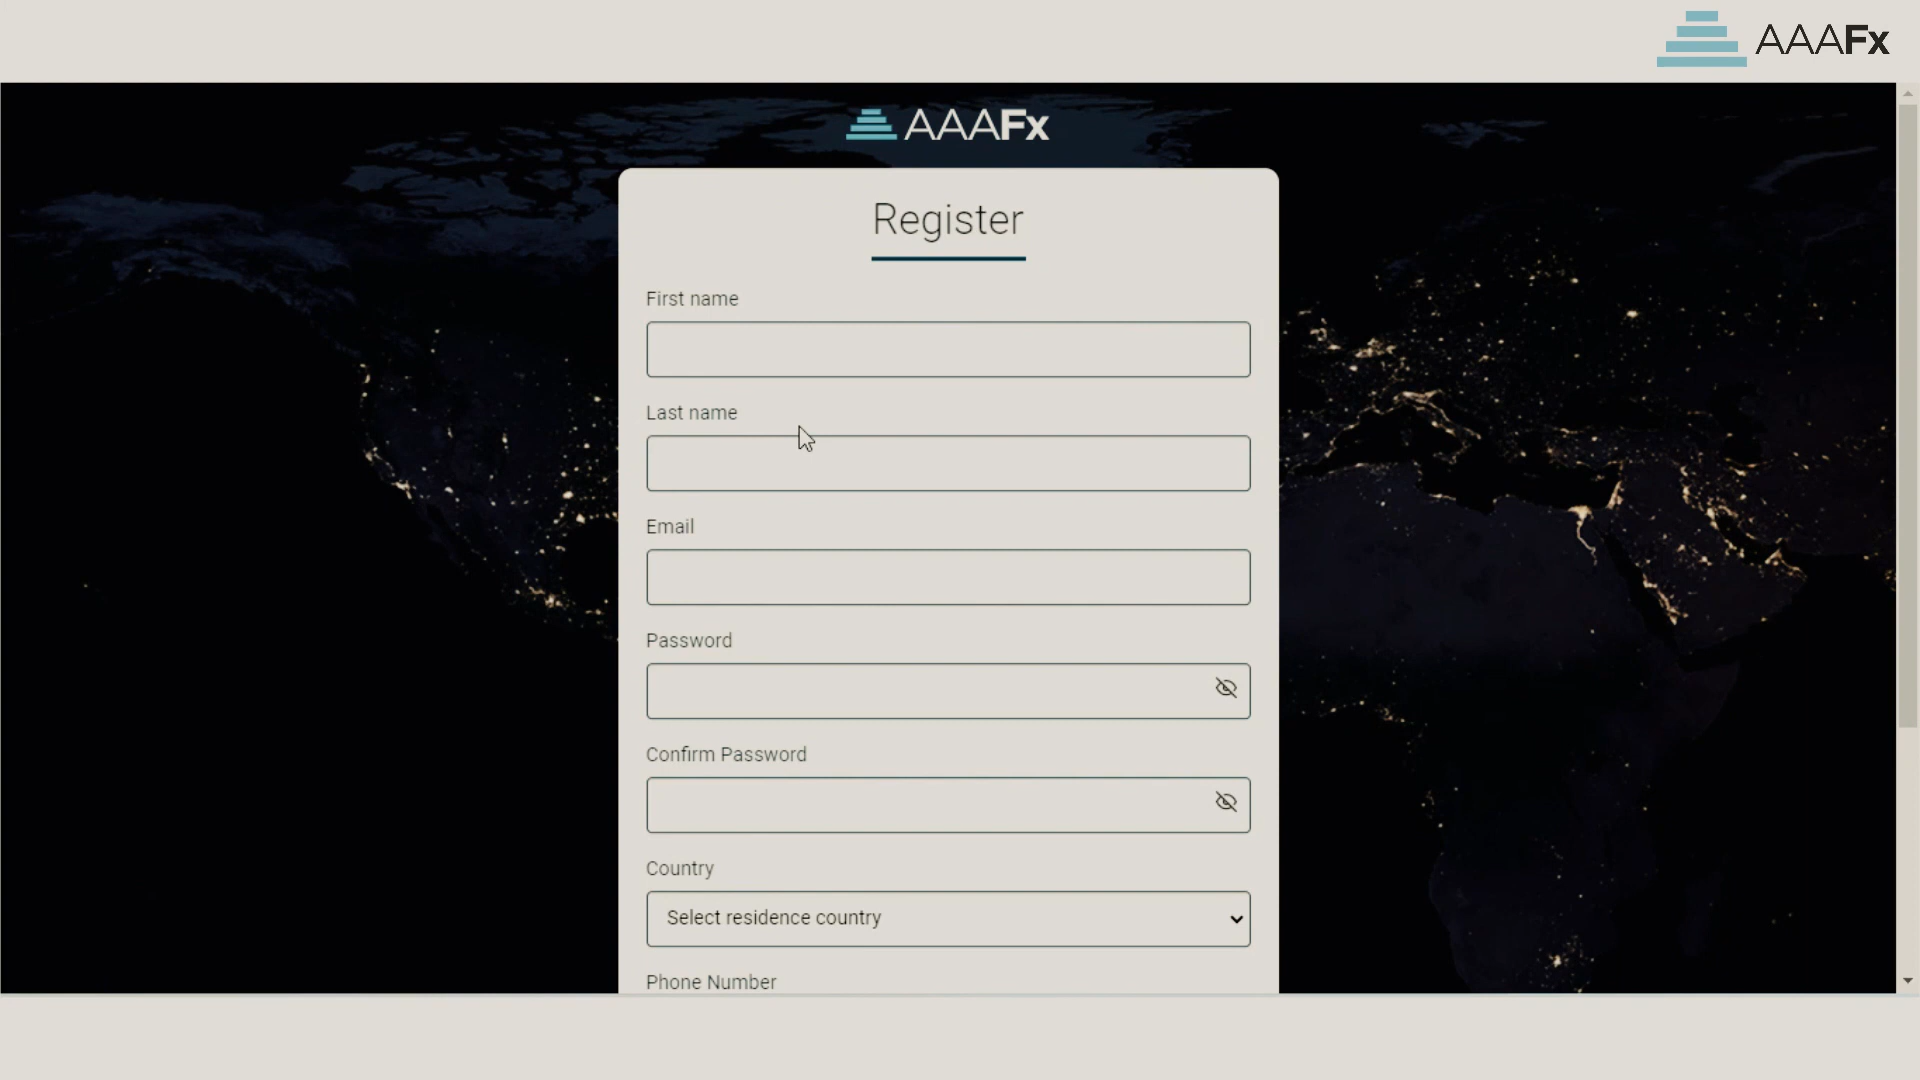 AAAFx
AAAFx
Register
First name
Last name
Email
Password
Confirm Password
Country
Select residence country
Phone Number